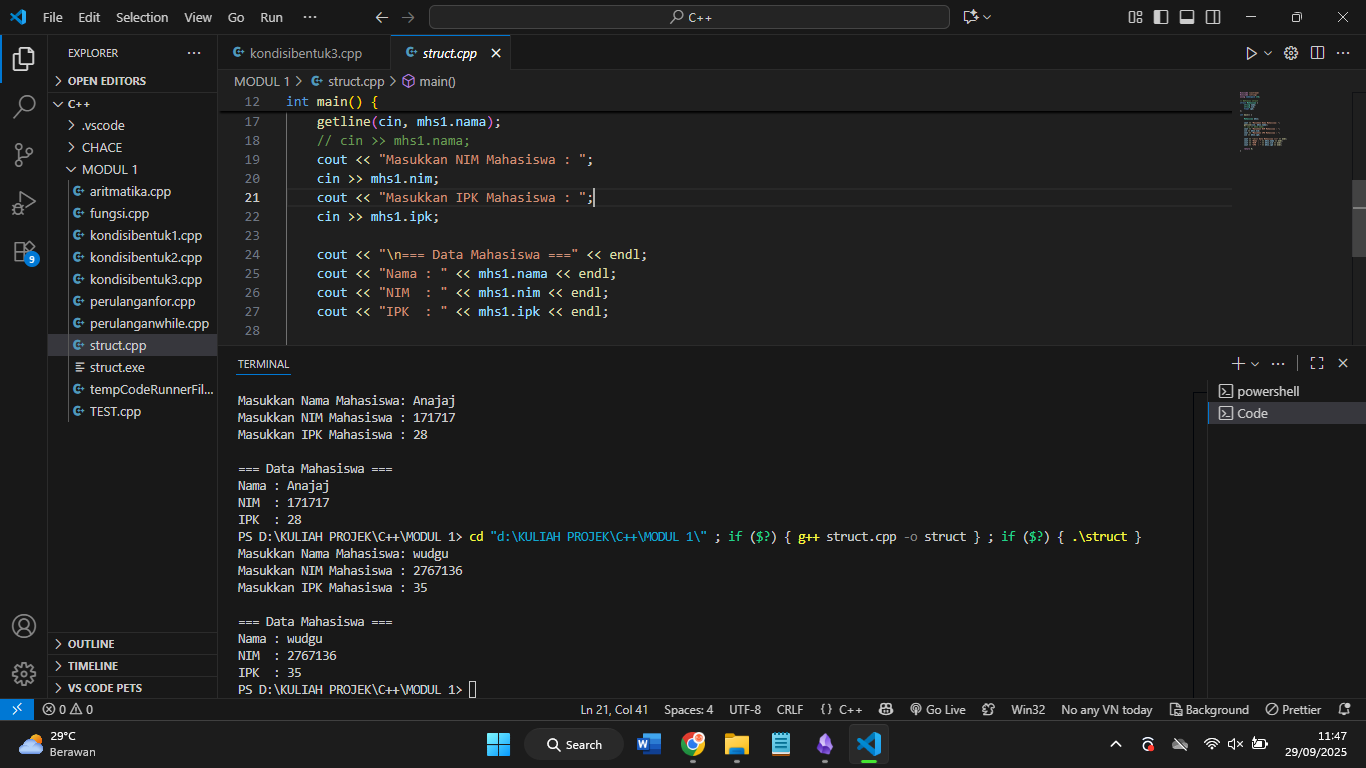 File Edit Selection View Go Run ··· C++
EXPLORER ···
OPEN EDITORS
C++
.vscode
CHACE
MODUL 1
aritmatika.cpp
fungsi.cpp
kondisibentuk1.cpp
kondisibentuk2.cpp
kondisibentuk3.cpp
perulanganfor.cpp
perulanganwhile.cpp
struct.cpp
struct.exe
tempCodeRunnerFil...
TEST.cpp
OUTLINE
TIMELINE
VS CODE PETS
9
kondisibentuk3.cpp struct.cpp
MODUL 1 > struct.cpp > main()
12 int main() {
17 getline(cin, mhs1.nama);
18 // cin >> mhs1.nama;
19 cout << "Masukkan NIM Mahasiswa : ";
20 cin >> mhs1.nim;
21 cout << "Masukkan IPK Mahasiswa : ";
22 cin >> mhs1.ipk;
23
24 cout << "\n=== Data Mahasiswa ===" << endl;
25 cout << "Nama : " << mhs1.nama << endl;
26 cout << "NIM  : " << mhs1.nim << endl;
27 cout << "IPK  : " << mhs1.ipk << endl;
28
TERMINAL
Masukkan Nama Mahasiswa: Anajaj
Masukkan NIM Mahasiswa : 171717
Masukkan IPK Mahasiswa : 28
=== Data Mahasiswa ===
Nama : Anajaj
NIM  : 171717
IPK  : 28
PS D:\KULIAH PROJEK\C++\MODUL 1> cd "d:\KULIAH PROJEK\C++\MODUL 1\" ; if ($?) { g++ struct.cpp -o struct } ; if ($?) { .\struct }
Masukkan Nama Mahasiswa: wudgu
Masukkan NIM Mahasiswa : 2767136
Masukkan IPK Mahasiswa : 35
=== Data Mahasiswa ===
Nama : wudgu
NIM  : 2767136
IPK  : 35
PS D:\KULIAH PROJEK\C++\MODUL 1>
powershell
Code
0 0 Ln 21, Col 41 Spaces: 4 UTF-8 CRLF {} C++ Go Live Win32 No any VN today Background Prettier
29°C
Berawan
Search
11:47
29/09/2025